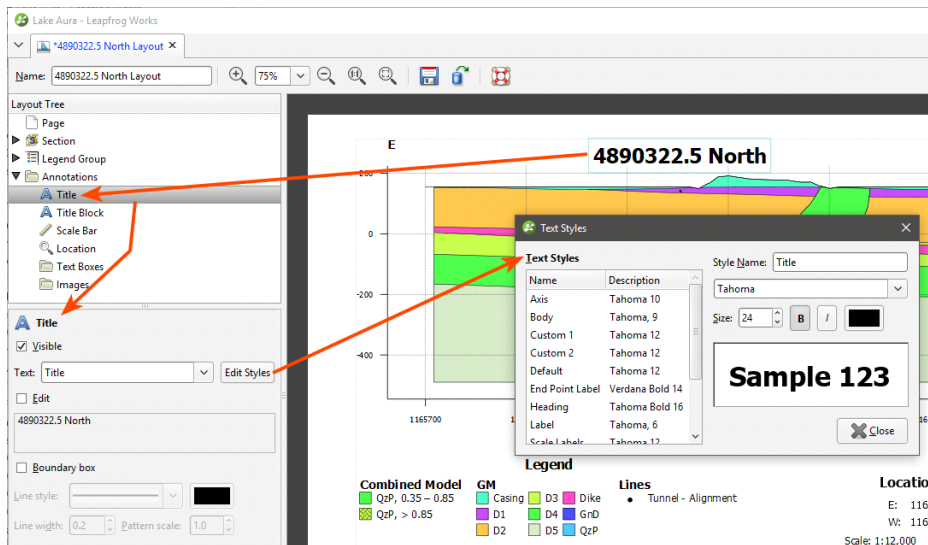 Lake Aura - Leapfrog Works
*4890322.5 North Layout
Name: 4890322.5 North Layout 75%
Layout Tree
Page
Section
Legend Group
Annotations
Title
Title Block
Scale Bar
Location
Text Boxes
Images
Title
Visible
Text: Title Edit Styles
Edit
4890322.5 North
Boundary box
Line style:
Line width: 0.2 Pattern scale: 1.0
E
4890322.5 North
200
0
-200
-400
1165700
Text Styles
Text Styles
Name Description
Axis Tahoma 10
Body Tahoma, 9
Custom 1 Tahoma 12
Custom 2 Tahoma 12
Default Tahoma 12
End Point Label Verdana Bold 14
Heading Tahoma Bold 16
Label Tahoma, 6
Scale Labels Tahoma 12
Style Name: Title
Tahoma
Size: 24 B I
Sample 123
Close
Legend
Combined Model
QzP, 0.35 – 0.85
QzP, > 0.85
GM
Casing D3 Dike
D1 D4 GnD
D2 D5 QzP
Lines
Tunnel - Alignment
E: 116
W: 116
Scale: 1:12,000